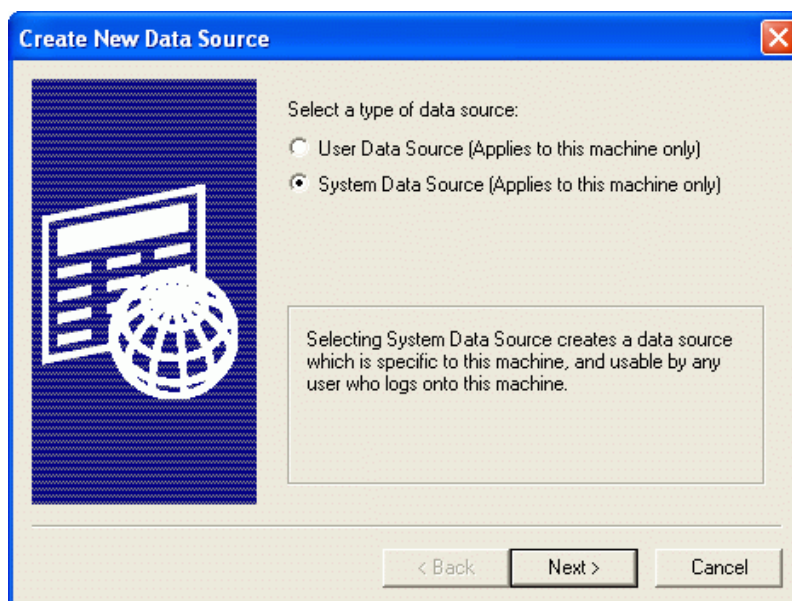 Create New Data Source
Select a type of data source:
User Data Source (Applies to this machine only)
System Data Source (Applies to this machine only)
Selecting System Data Source creates a data source
which is specific to this machine, and usable by any
user who logs onto this machine.
< Back Next > Cancel